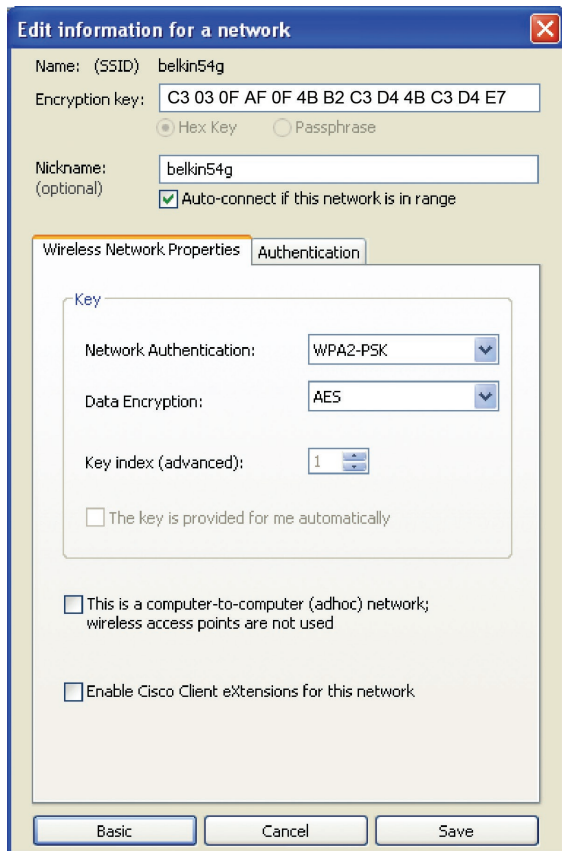 Edit information for a network
Name: (SSID) belkin54g
Encryption key: C3 03 0F AF 0F 4B B2 C3 D4 4B C3 D4 E7
Hex Key Passphrase
Nickname: belkin54g
(optional)
Auto-connect if this network is in range
Wireless Network Properties Authentication
Key
Network Authentication: WPA2-PSK
Data Encryption: AES
Key index (advanced): 1
The key is provided for me automatically
This is a computer-to-computer (adhoc) network;
wireless access points are not used
Enable Cisco Client eXtensions for this network
Basic Cancel Save